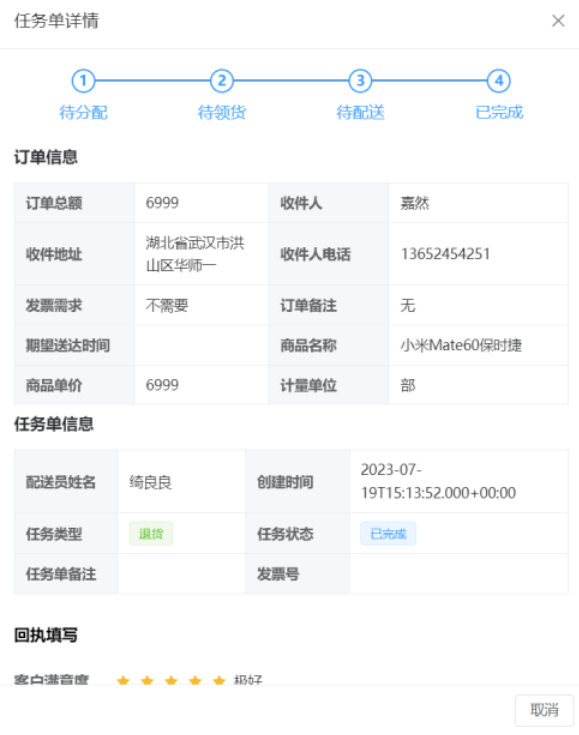 任务单详情
1 2 3 4
待分配 待领货 待配送 已完成
订单信息
订单总额 6999 收件人 嘉然
收件地址 湖北省武汉市洪山区华师一 收件人电话 13652454251
发票需求 不需要 订单备注 无
期望送达时间 商品名称 小米Mate60保时捷
商品单价 6999 计量单位 部
任务单信息
配送员姓名 绮良良 创建时间 2023-07-19T15:13:52.000+00:00
任务类型 退货 任务状态 已完成
任务单备注 发票号
回执填写
客户满意度 极好
取消